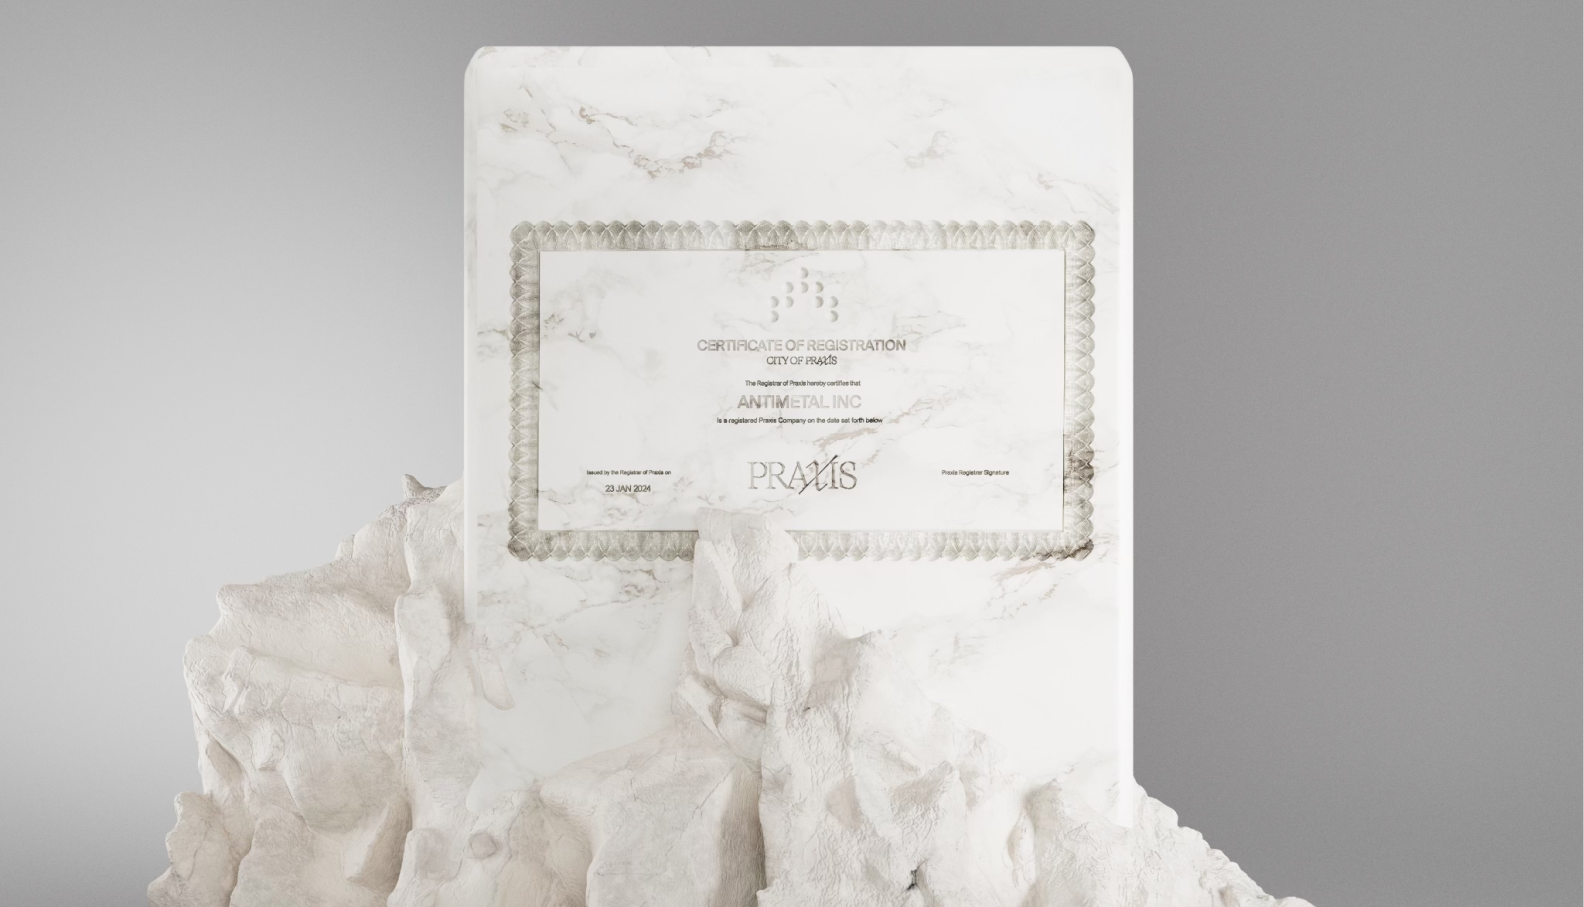 CERTIFICATE OF REGISTRATION
CITY OF PRAXIS
The Registrar of Praxis hereby certifies that
ANTIMETAL INC
is a registered Praxis Company on the date set forth below
Issued by the Registrar of Praxis on
23 JAN 2024
PRAXIS
Praxis Registrar Signature